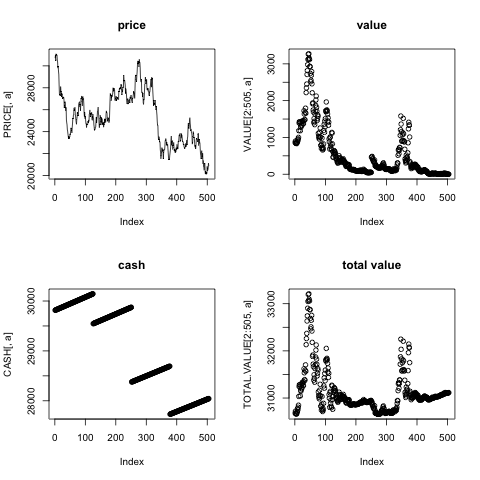 price
PRICE[, a]
20000 24000 28000
0 100 200 300 400 500
Index
value
VALUE[2:505, a]
0 1000 2000 3000
0 100 200 300 400 500
Index
cash
CASH[, a]
28000 29000 30000
0 100 200 300 400 500
Index
total value
TOTAL.VALUE[2:505, a]
31000 32000 33000
0 100 200 300 400 500
Index